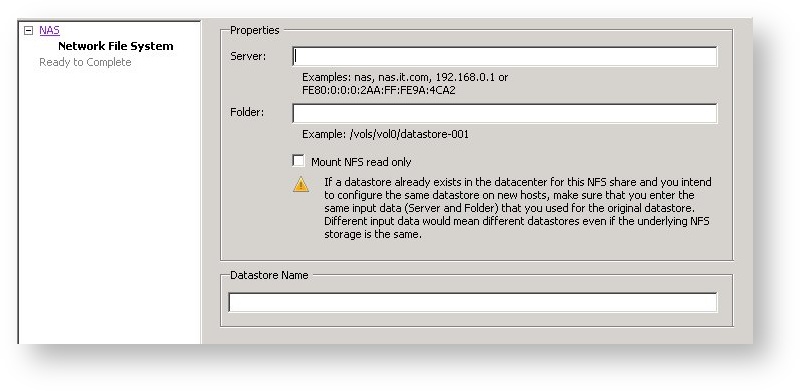 NAS
Network File System
Ready to Complete
Properties
Server:
Examples: nas, nas.it.com, 192.168.0.1 or
FE80:0:0:0:2AA:FF:FE9A:4CA2
Folder:
Example: /vols/vol0/datastore-001
Mount NFS read only
If a datastore already exists in the datacenter for this NFS share and you intend
to configure the same datastore on new hosts, make sure that you enter the
same input data (Server and Folder) that you used for the original datastore.
Different input data would mean different datastores even if the underlying NFS
storage is the same.
Datastore Name